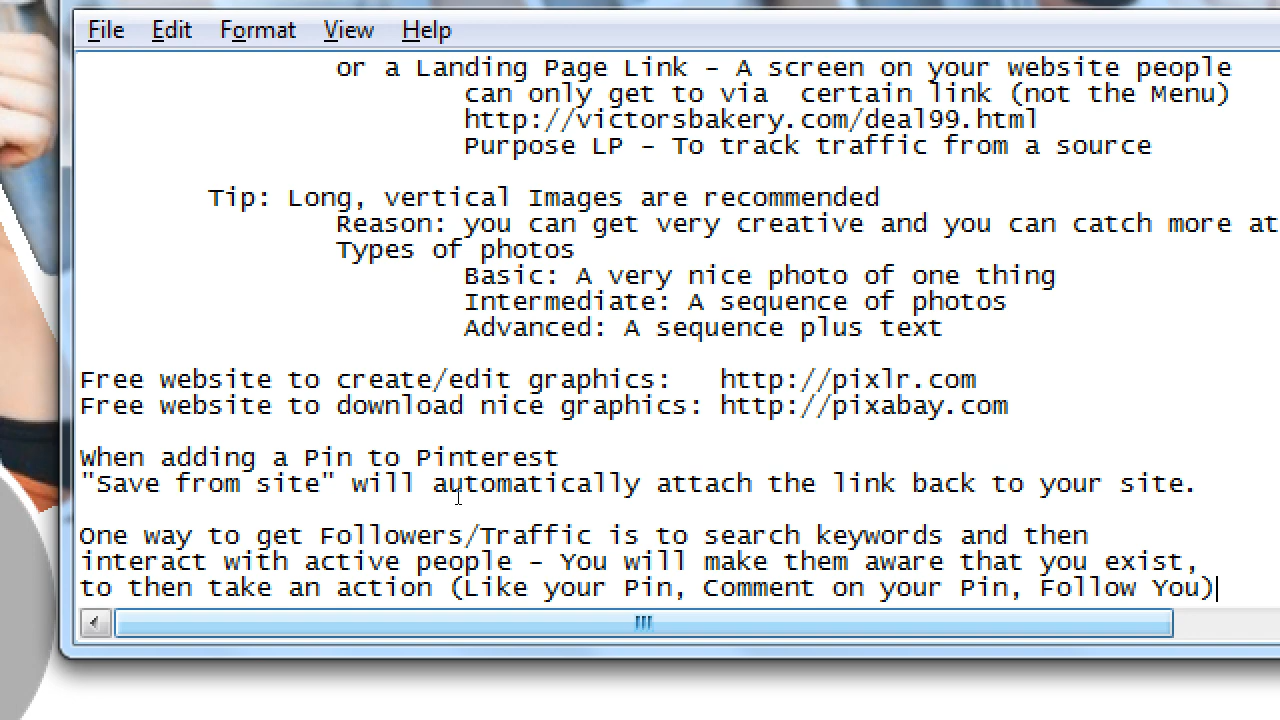 File Edit Format View Help
or a Landing Page Link - A screen on your website people
can only get to via  certain link (not the Menu)
http://victorsbakery.com/deal99.html
Purpose LP - To track traffic from a source
Tip: Long, vertical Images are recommended
Reason: you can get very creative and you can catch more at
Types of photos
Basic: A very nice photo of one thing
Intermediate: A sequence of photos
Advanced: A sequence plus text
Free website to create/edit graphics:   http://pixlr.com
Free website to download nice graphics: http://pixabay.com
When adding a Pin to Pinterest
"Save from site" will automatically attach the link back to your site.
One way to get Followers/Traffic is to search keywords and then
interact with active people - You will make them aware that you exist,
to then take an action (Like your Pin, Comment on your Pin, Follow You)